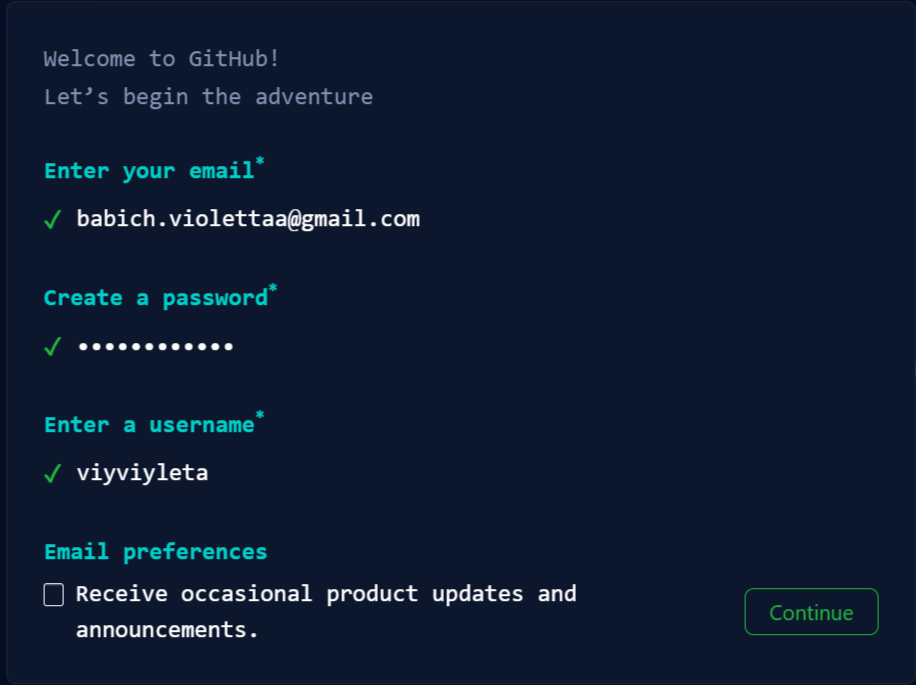 Welcome to GitHub!
Let’s begin the adventure
Enter your email*
✓ babich.violettaa@gmail.com
Create a password*
✓ ••••••••••••
Enter a username*
✓ viyviyleta
Email preferences
Receive occasional product updates and
announcements.
Continue